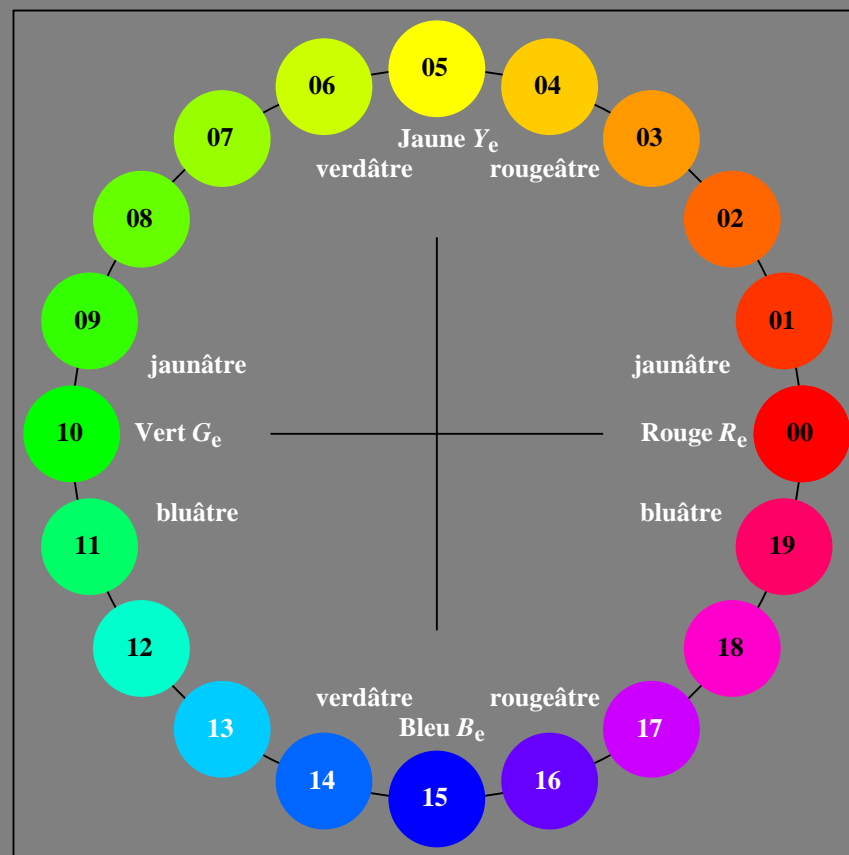 05
06
04
07
Jaune Ye
03
verdâtre
rougeâtre
08
02
09
01
jaunâtre
jaunâtre
10
Vert Ge
Rouge Re
00
bluâtre
bluâtre
11
19
12
18
verdâtre
rougeâtre
13
Bleu Be
17
14
16
15